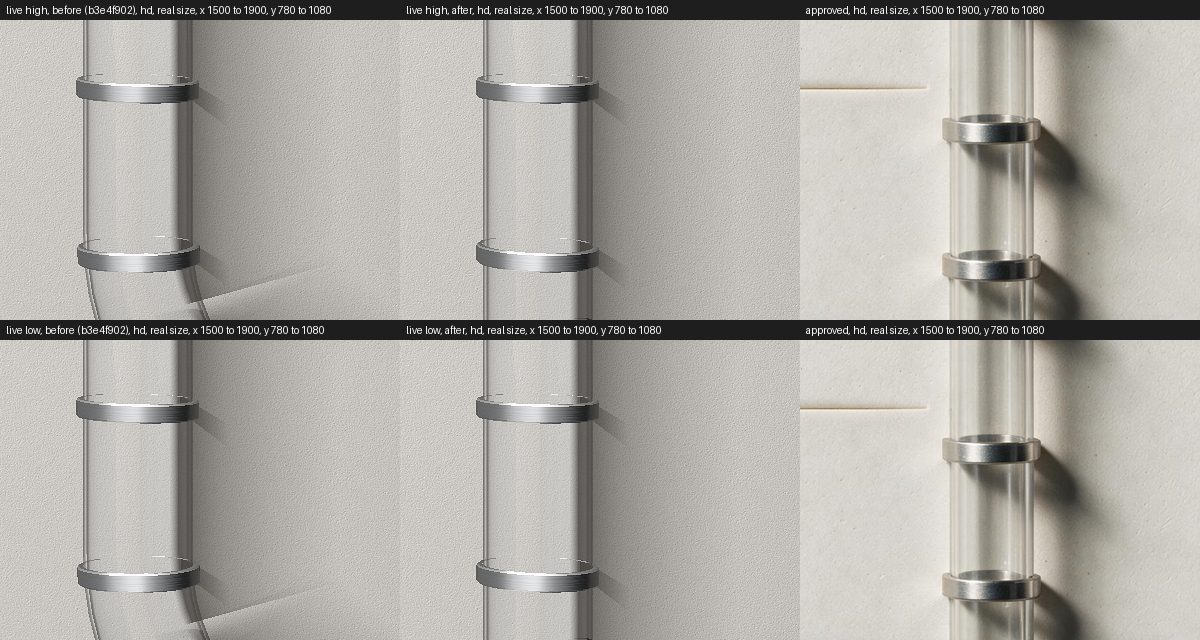 live high, before (b3e4f902), hd, real size, x 1500 to 1900, y 780 to 1080
live high, after, hd, real size, x 1500 to 1900, y 780 to 1080
approved, hd, real size, x 1500 to 1900, y 780 to 1080
live low, before (b3e4f902), hd, real size, x 1500 to 1900, y 780 to 1080
live low, after, hd, real size, x 1500 to 1900, y 780 to 1080
approved, hd, real size, x 1500 to 1900, y 780 to 1080